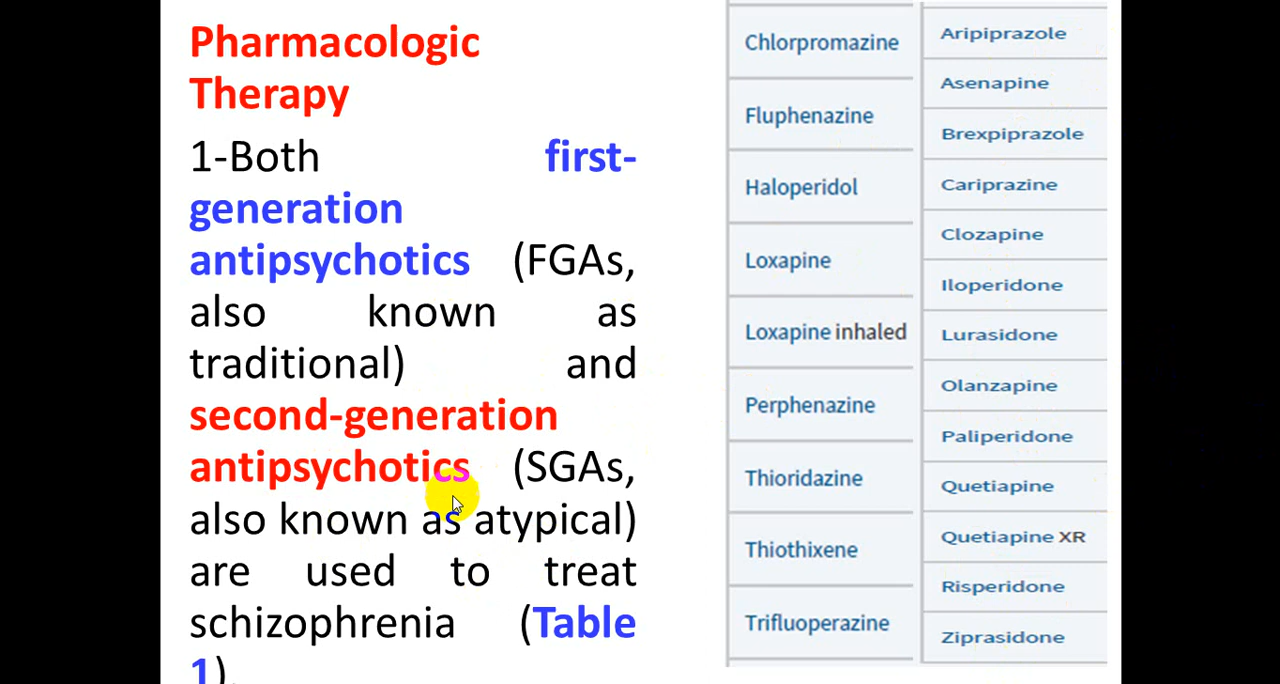 Pharmacologic
Therapy
1-Both first-
generation
antipsychotics (FGAs,
also known as
traditional) and
second-generation
antipsychotics (SGAs,
also known as atypical)
are used to treat
schizophrenia (Table
1).
Chlorpromazine
Fluphenazine
Haloperidol
Loxapine
Loxapine inhaled
Perphenazine
Thioridazine
Thiothixene
Trifluoperazine
Aripiprazole
Asenapine
Brexpiprazole
Cariprazine
Clozapine
Iloperidone
Lurasidone
Olanzapine
Paliperidone
Quetiapine
Quetiapine XR
Risperidone
Ziprasidone